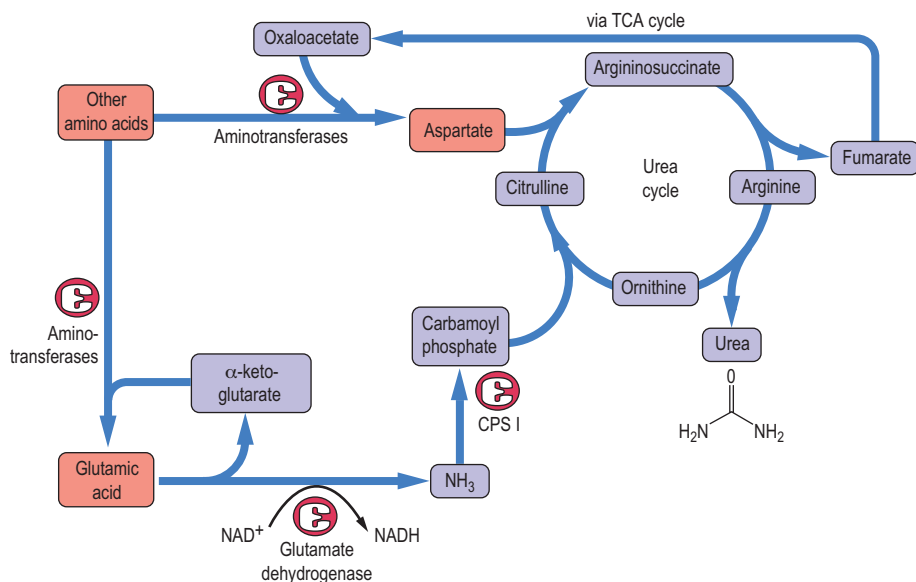 via TCA cycle
Oxaloacetate
Argininosuccinate
Other
amino acids
Aminotransferases
Aspartate
Fumarate
Urea
cycle
Citrulline
Arginine
Ornithine
Amino-
transferases
Carbamoyl
phosphate
Urea
α-keto-
glutarate
CPS I
O
H₂N
NH₂
Glutamic
acid
NH₃
NAD⁺
NADH
Glutamate
dehydrogenase